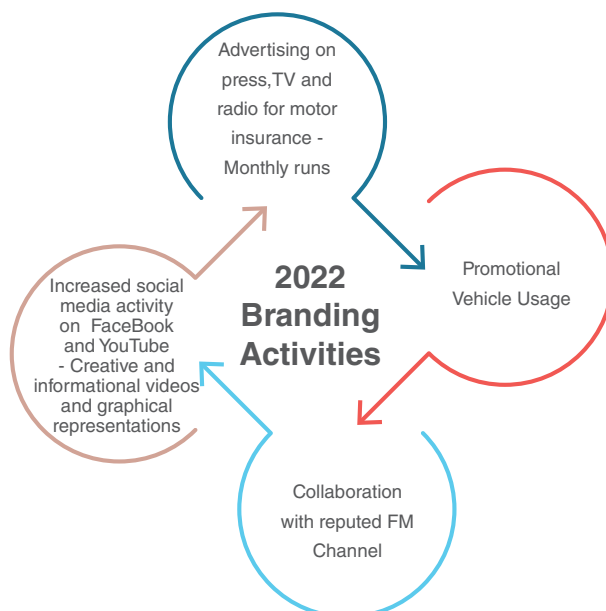 Advertising on
press,TV and
radio for motor
insurance -
Monthly runs
2022
Branding
Activities
Promotional
Vehicle Usage
Collaboration
with reputed FM
Channel
Increased social
media activity
on FaceBook
and YouTube
- Creative and
informational videos
and graphical
representations